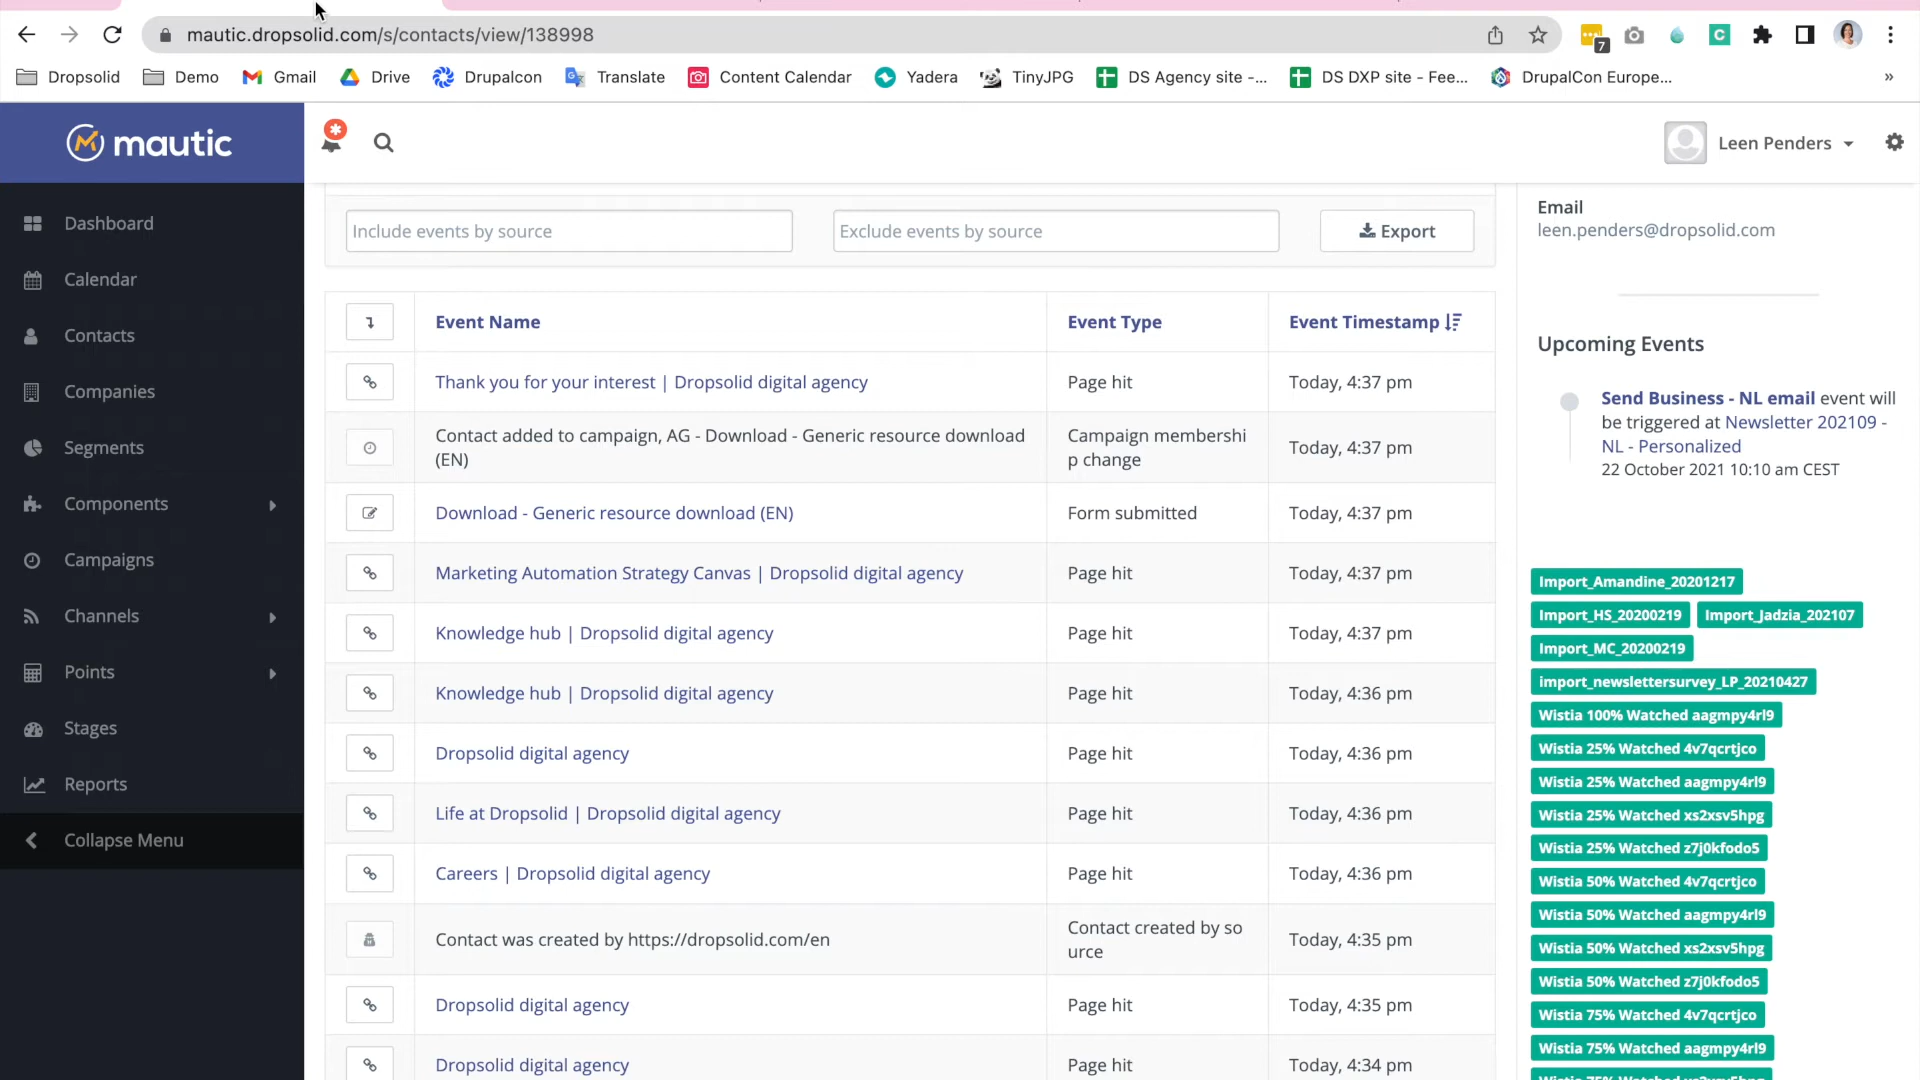 mautic.dropsolid.com/s/contacts/view/138998
7
C
Dropsolid
Demo
Gmail
Drive
Drupalcon
Translate
Content Calendar
Yadera
TinyJPG
DS Agency site -...
DS DXP site - Fee...
DrupalCon Europe...
»
mautic
Leen Penders
Dashboard
Calendar
Contacts
Companies
Segments
Components
Campaigns
Channels
Points
Stages
Reports
Collapse Menu
Include events by source
Exclude events by source
Export
Event Name
Event Type
Event Timestamp
Thank you for your interest | Dropsolid digital agency
Page hit
Today, 4:37 pm
Contact added to campaign, AG - Download - Generic resource download
(EN)
Campaign membershi
p change
Today, 4:37 pm
Download - Generic resource download (EN)
Form submitted
Today, 4:37 pm
Marketing Automation Strategy Canvas | Dropsolid digital agency
Page hit
Today, 4:37 pm
Knowledge hub | Dropsolid digital agency
Page hit
Today, 4:37 pm
Knowledge hub | Dropsolid digital agency
Page hit
Today, 4:36 pm
Dropsolid digital agency
Page hit
Today, 4:36 pm
Life at Dropsolid | Dropsolid digital agency
Page hit
Today, 4:36 pm
Careers | Dropsolid digital agency
Page hit
Today, 4:36 pm
Contact was created by https://dropsolid.com/en
Contact created by so
urce
Today, 4:35 pm
Dropsolid digital agency
Page hit
Today, 4:35 pm
Dropsolid digital agency
Page hit
Today, 4:34 pm
Email
leen.penders@dropsolid.com
Upcoming Events
Send Business - NL email event will
be triggered at Newsletter 202109 -
NL - Personalized
22 October 2021 10:10 am CEST
Import_Amandine_20201217
Import_HS_20200219
Import_Jadzia_202107
Import_MC_20200219
import_newslettersurvey_LP_20210427
Wistia 100% Watched aagmpy4rl9
Wistia 25% Watched 4v7qcrtjco
Wistia 25% Watched aagmpy4rl9
Wistia 25% Watched xs2xsv5hpg
Wistia 25% Watched z7j0kfodo5
Wistia 50% Watched 4v7qcrtjco
Wistia 50% Watched aagmpy4rl9
Wistia 50% Watched xs2xsv5hpg
Wistia 50% Watched z7j0kfodo5
Wistia 75% Watched 4v7qcrtjco
Wistia 75% Watched aagmpy4rl9